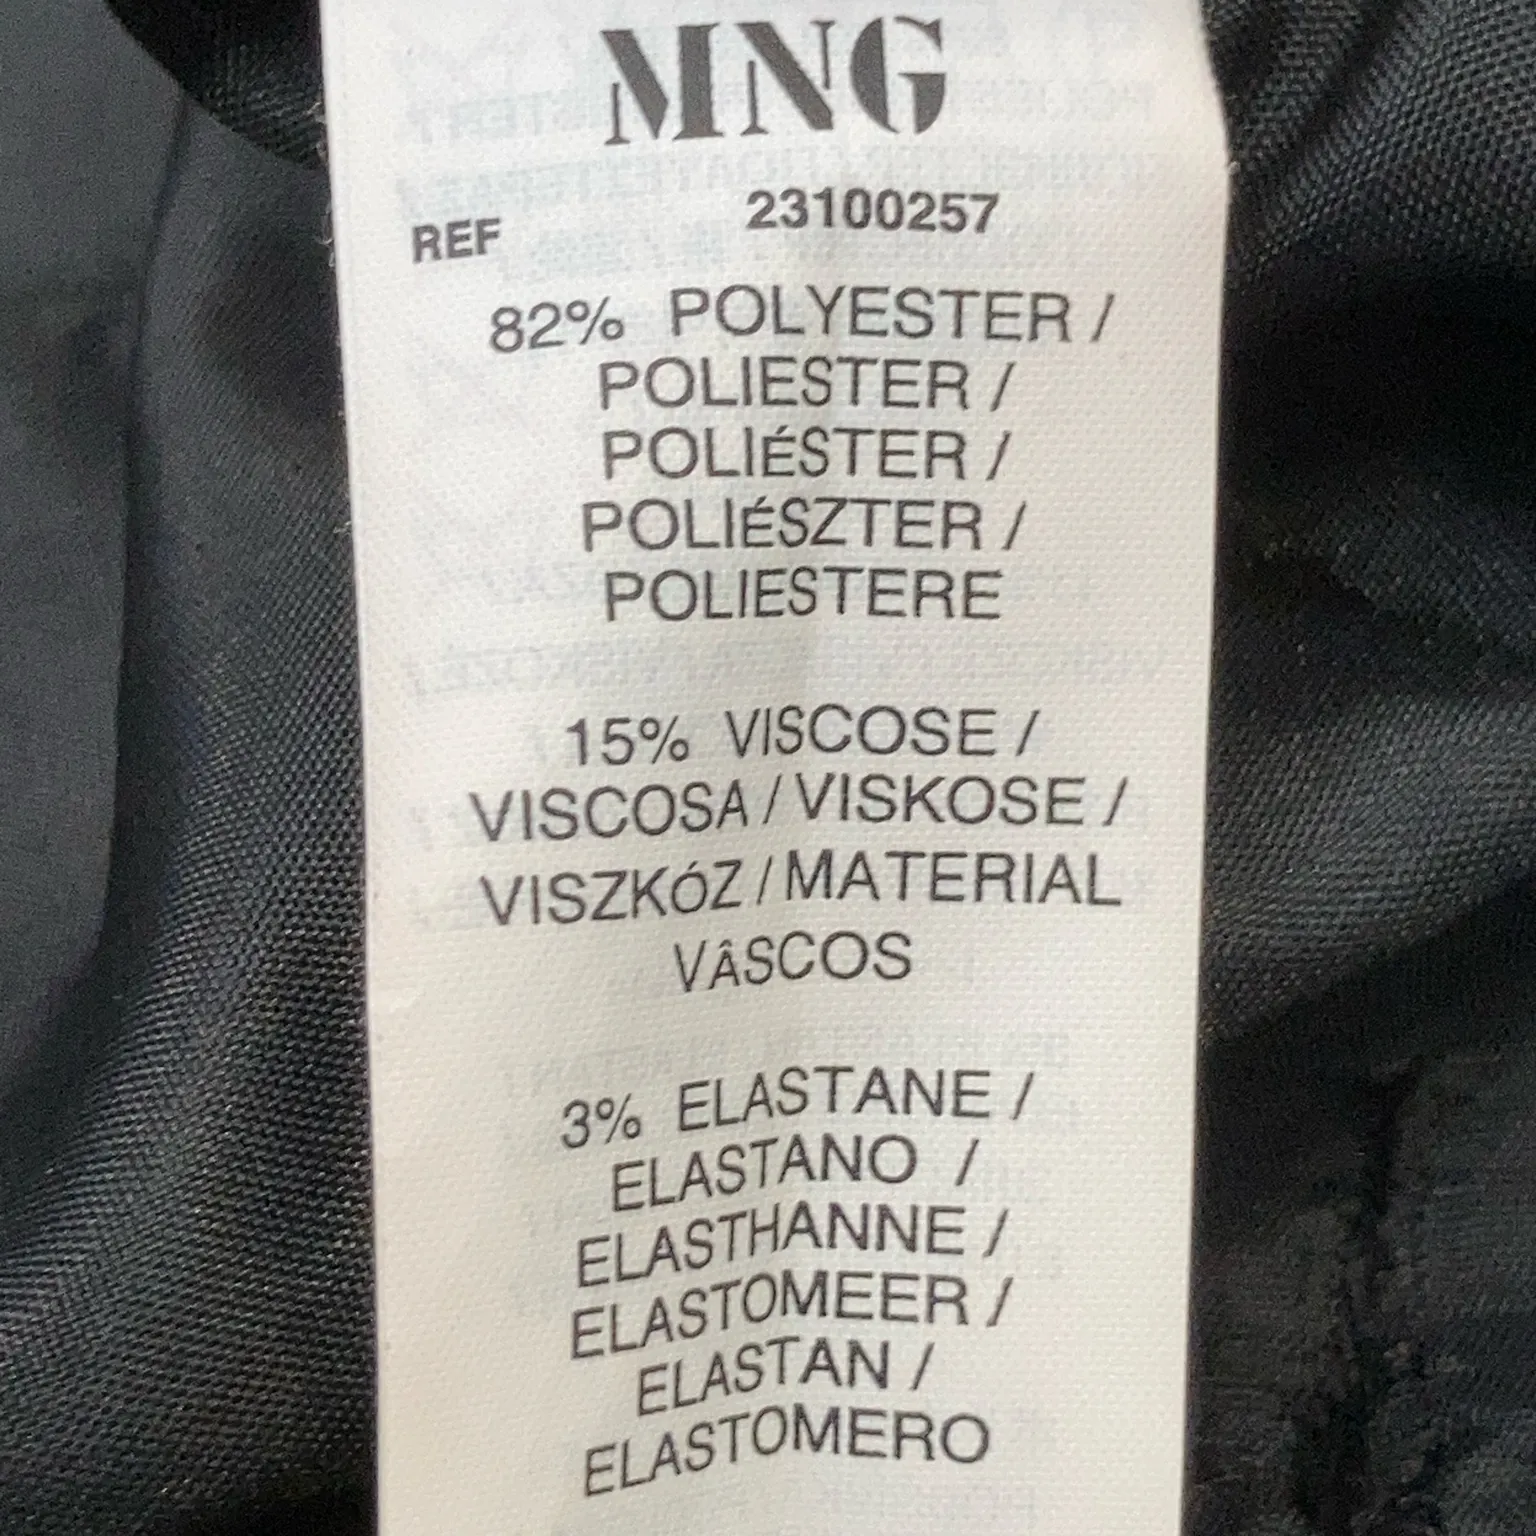 MNG
REF 23100257
82% POLYESTER /
POLIESTER /
POLIÉSTER /
POLIÉSZTER /
POLIESTERE
15% VISCOSE /
VISCOSA / VISKOSE /
VISZKÓZ / MATERIAL
VÂSCOS
3% ELASTANE /
ELASTANO /
ELASTHANNE /
ELASTOMEER /
ELASTAN /
ELASTOMERO